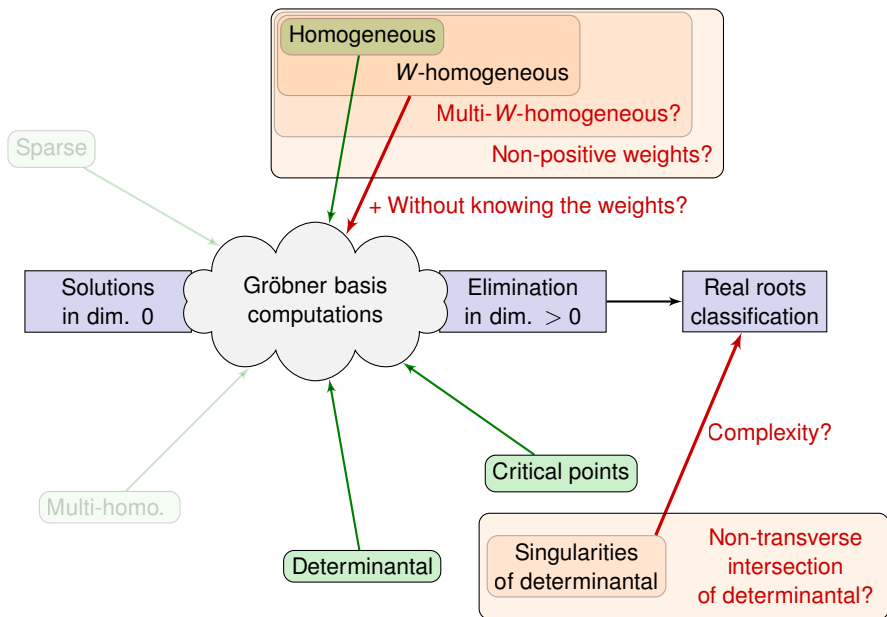 Homogeneous
W-homogeneous
Multi-W-homogeneous?
Non-positive weights?
Sparse
+ Without knowing the weights?
Solutions
in dim. 0
Gröbner basis
computations
Elimination
in dim. > 0
Real roots
classification
Complexity?
Critical points
Multi-homo.
Determinantal
Singularities
of determinantal
Non-transverse
intersection
of determinantal?